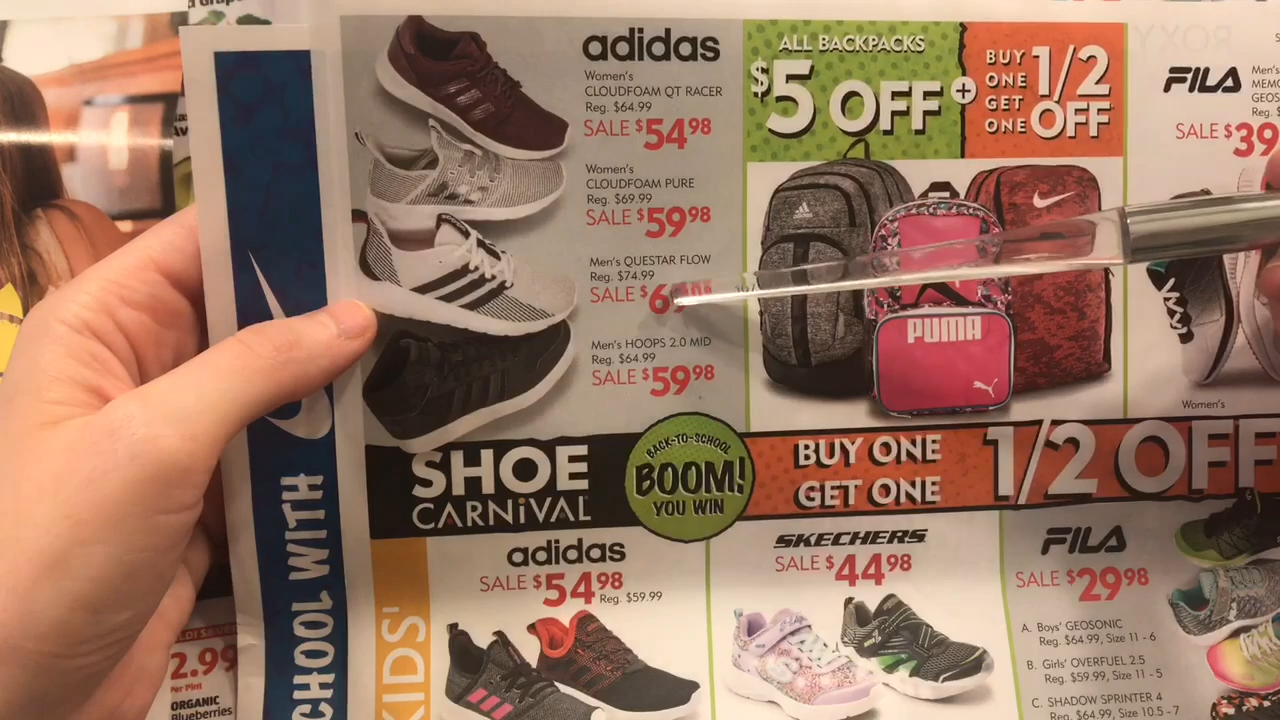 adidas
Women's
CLOUDFOAM QT RACER
Reg. $64.99
SALE $54.98
Women's
CLOUDFOAM PURE
Reg. $69.99
SALE $59.98
Men's QUESTAR FLOW
Reg. $74.99
SALE
Men's HOOPS 2.0 MID
Reg. $64.99
SALE $59.98
ALL BACKPACKS
$5 OFF
+
BUY
ONE
GET
ONE
1/2
OFF
adidas
PUMA
FILA
Men's
SALE $39
Women's
SHOE
CARNiVAL
BACK-TO-SCHOOL
BOOM!
YOU WIN
BUY ONE
GET ONE
1/2 OFF
CHOOL WITH
KIDS'
adidas
SALE $54.98
Reg. $59.99
SKECHERS
SALE $44.98
FILA
SALE $29.98
A. Boys' GEOSONIC
Reg. $64.99, Size 11 - 6
B. Girls' OVERFUEL 2.5
Reg. $59.99, Size 11 - 5
C. SHADOW SPRINTER 4
Reg. $64.99, Size 10.5 - 7
2.99
Per Pint
ORGANIC
Blueberries